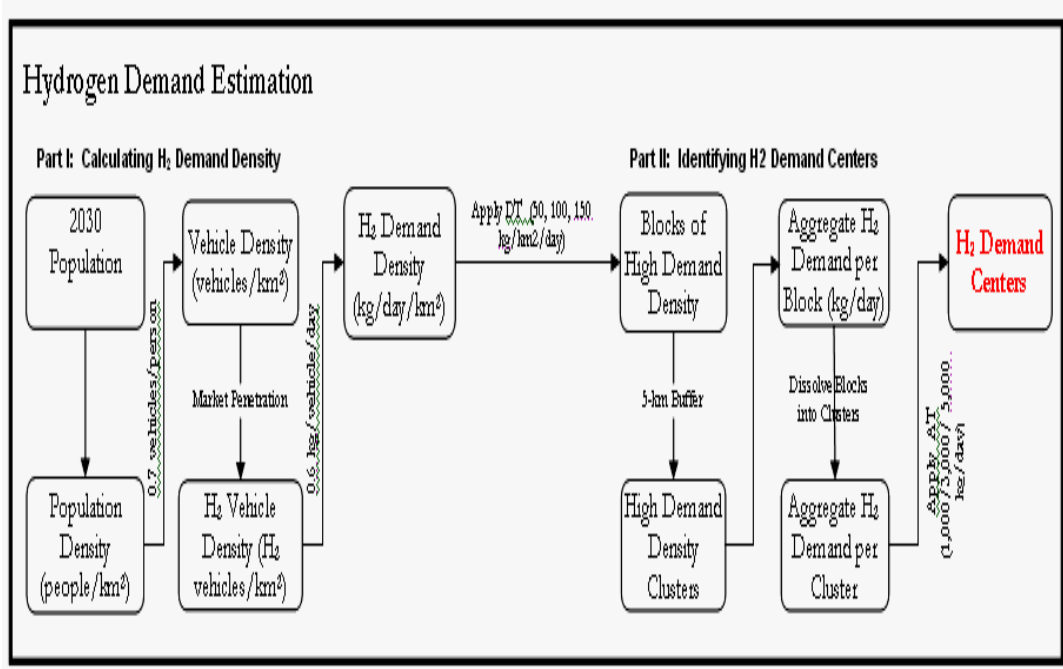 Hydrogen Demand Estimation
Part I: Calculating H₂ Demand Density
2030
Population
Population
Density
(people/km²)
0.7 vehicles/person
Vehicle Density
(vehicles/km²)
Market Penetration
H₂ Vehicle
Density (H₂
vehicles/km²)
0.6 kg/vehicle/day
H₂ Demand
Density
(kg/day/km²)
Apply DT (50, 100, 150
kg/km2/day)
Part II: Identifying H2 Demand Centers
Blocks of
High Demand
Density
5-km Buffer
High Demand
Density
Clusters
Aggregate H₂
Demand per
Block (kg/day)
Dissolve Blocks
into Clusters
Aggregate H₂
Demand per
Cluster
Apply AT
(1,000/3,000/ 5,000
kg/day)
H₂ Demand
Centers